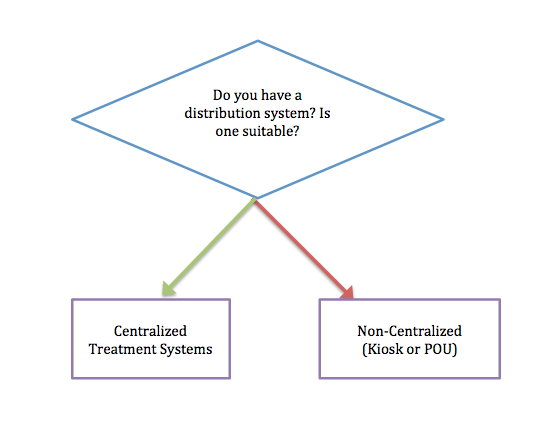 Do you have a
distribution system? Is
one suitable?
Centralized
Treatment Systems
Non-Centralized
(Kiosk or POU)